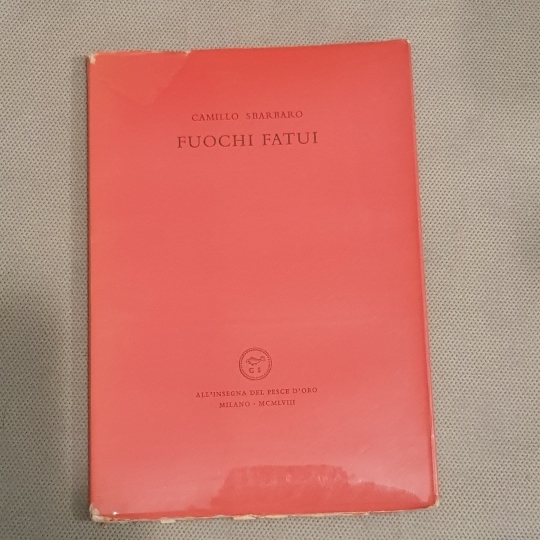 CAMILLO SBARBARO
FUOCHI FATUI
G S
ALL'INSEGNA DEL PESCE D'ORO
MILANO - MCMLVIII